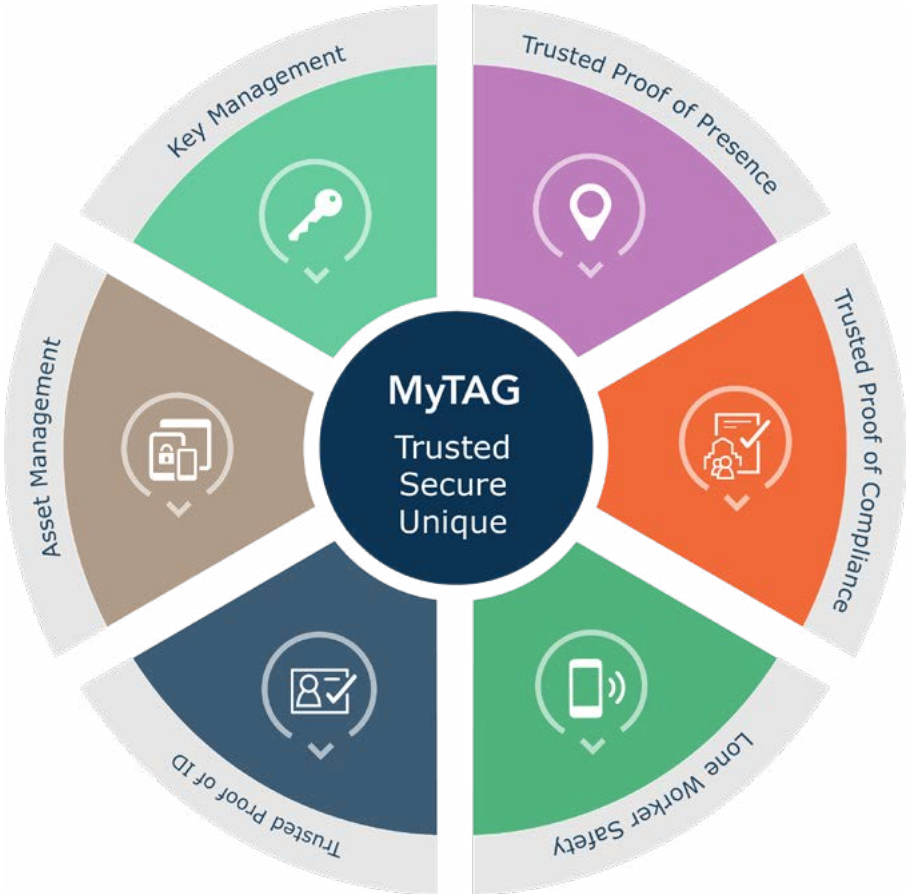 MyTAG
Trusted
Secure
Unique
Trusted Proof of Presence
Trusted Proof of Compliance
Lone Worker Safety
Trusted Proof of ID
Asset Management
Key Management